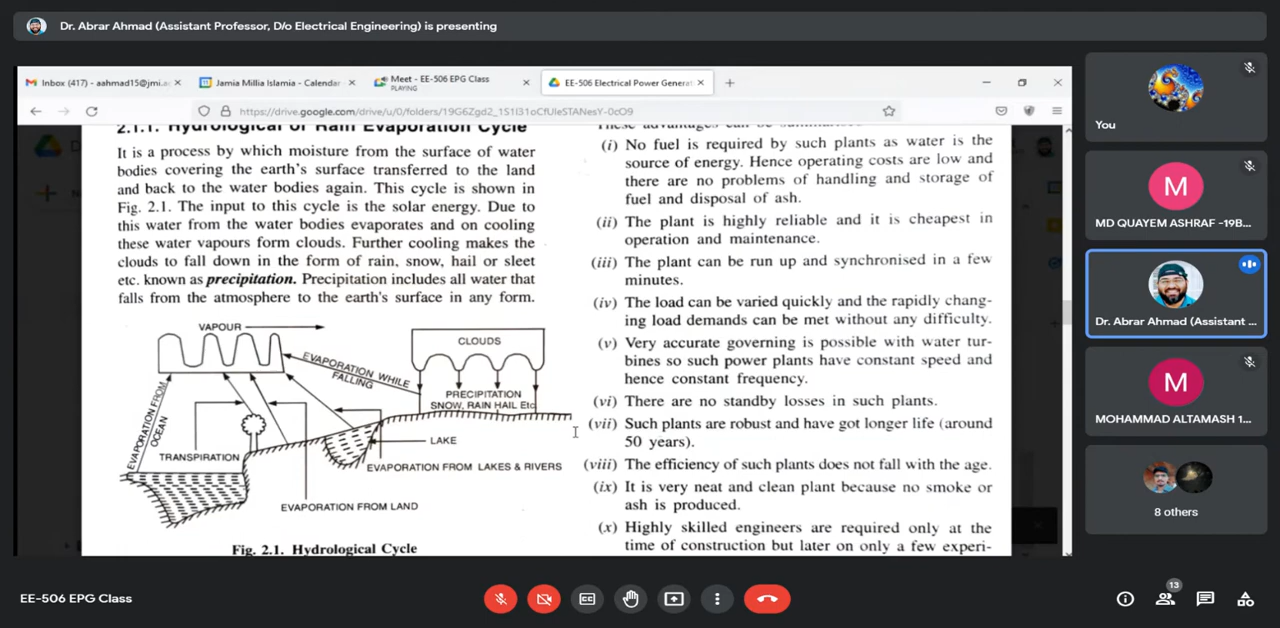 Dr. Abrar Ahmad (Assistant Professor, D/o Electrical Engineering) is presenting
Inbox (417) - aahmad15@jmi.a
Jamia Millia Islamia - Calendar
Meet - EE-506 EPG Class
PLAYING
EE-506 Electrical Power Genera
2.1.1. Hydrological or Rain Evaporation Cycle
It is a process by which moisture from the surface of water
bodies covering the earth's surface transferred to the land
and back to the water bodies again. This cycle is shown in
Fig. 2.1. The input to this cycle is the solar energy. Due to
this water from the water bodies evaporates and on cooling
these water vapours form clouds. Further cooling makes the
clouds to fall down in the form of rain, snow, hail or sleet
etc. known as precipitation. Precipitation includes all water that
falls from the atmosphere to the earth's surface in any form.
VAPOUR
CLOUDS
EVAPORATION WHILE
FALLING
PRECIPITATION
SNOW, RAIN HAIL Etc
EVAPORATION FROM
OCEAN
TRANSPIRATION
LAKE
EVAPORATION FROM LAKES & RIVERS
EVAPORATION FROM LAND
Fig. 2.1. Hydrological Cycle
These advantages can be
(i) No fuel is required by such plants as water is the
source of energy. Hence operating costs are low and
there are no problems of handling and storage of
fuel and disposal of ash.
(ii) The plant is highly reliable and it is cheapest in
operation and maintenance.
(iii) The plant can be run up and synchronised in a few
minutes.
(iv) The load can be varied quickly and the rapidly chang-
ing load demands can be met without any difficulty.
(v) Very accurate governing is possible with water tur-
bines so such power plants have constant speed and
hence constant frequency.
(vi) There are no standby losses in such plants.
(vii) Such plants are robust and have got longer life (around
50 years).
(viii) The efficiency of such plants does not fall with the age.
(ix) It is very neat and clean plant because no smoke or
ash is produced.
(x) Highly skilled engineers are required only at the
time of construction but later on only a few experi-
You
M
MD QUAYEM ASHRAF -19B...
Dr. Abrar Ahmad (Assistant ...
M
MOHAMMAD ALTAMASH 1...
8 others
EE-506 EPG Class
13